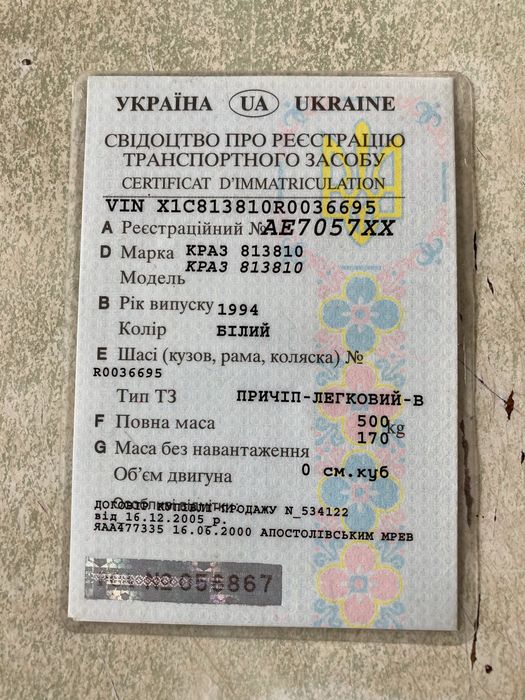 УКРАЇНА UA UKRAINE
СВІДОЦТВО ПРО РЕЄСТРАЦІЮ
ТРАНСПОРТНОГО ЗАСОБУ
CERTIFICAT D'IMMATRICULATION
VIN X1C813810R0036695
A Реєстраційний № AE7057XX
D Марка КРАЗ 813810
Модель КРАЗ 813810
B Рік випуску 1994
Колір БІЛИЙ
E Шасі (кузов, рама, коляска) №
R0036695
Тип ТЗ ПРИЧІП-ЛЕГКОВИЙ-В
F Повна маса 500 kg
G Маса без навантаження 170
Об'єм двигуна 0 см.куб
ДОГОВІР КУПІВЛІ-ПРОДАЖУ N_534122
від 16.12.2005 р.
ЯАА477335 16.06.2000 АПОСТОЛІВСЬКИМ МРЕВ
№056867